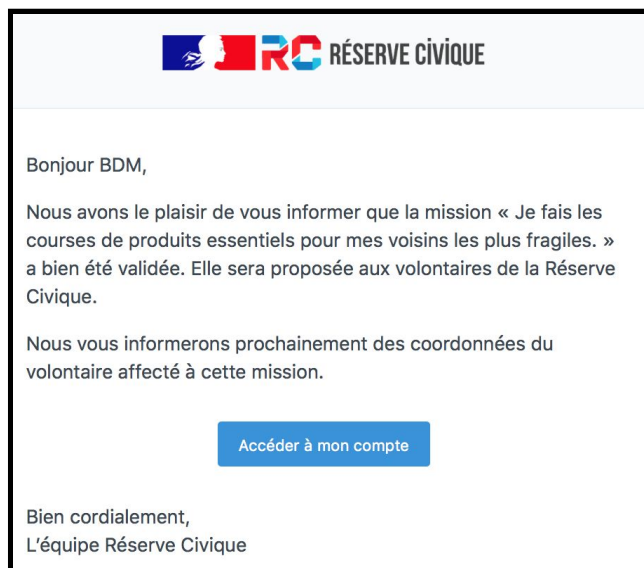 RC RÉSERVE CİVİQUE
Bonjour BDM,
Nous avons le plaisir de vous informer que la mission « Je fais les
courses de produits essentiels pour mes voisins les plus fragiles. »
a bien été validée. Elle sera proposée aux volontaires de la Réserve
Civique.
Nous vous informerons prochainement des coordonnées du
volontaire affecté à cette mission.
Accéder à mon compte
Bien cordialement,
L'équipe Réserve Civique